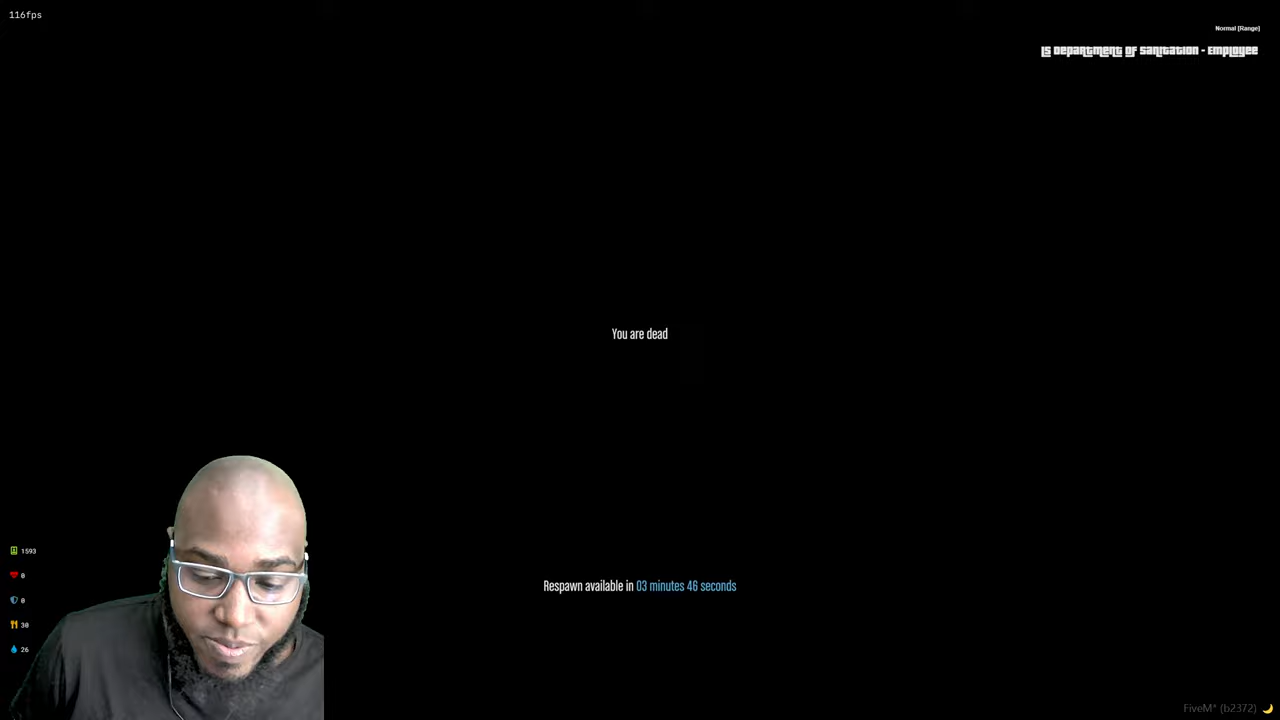 116fps
Normal [Range]
LS Department of Sanitation - Employee
You are dead
1593
0
Respawn available in 03 minutes 46 seconds
0
30
26
FiveM* (b2372)